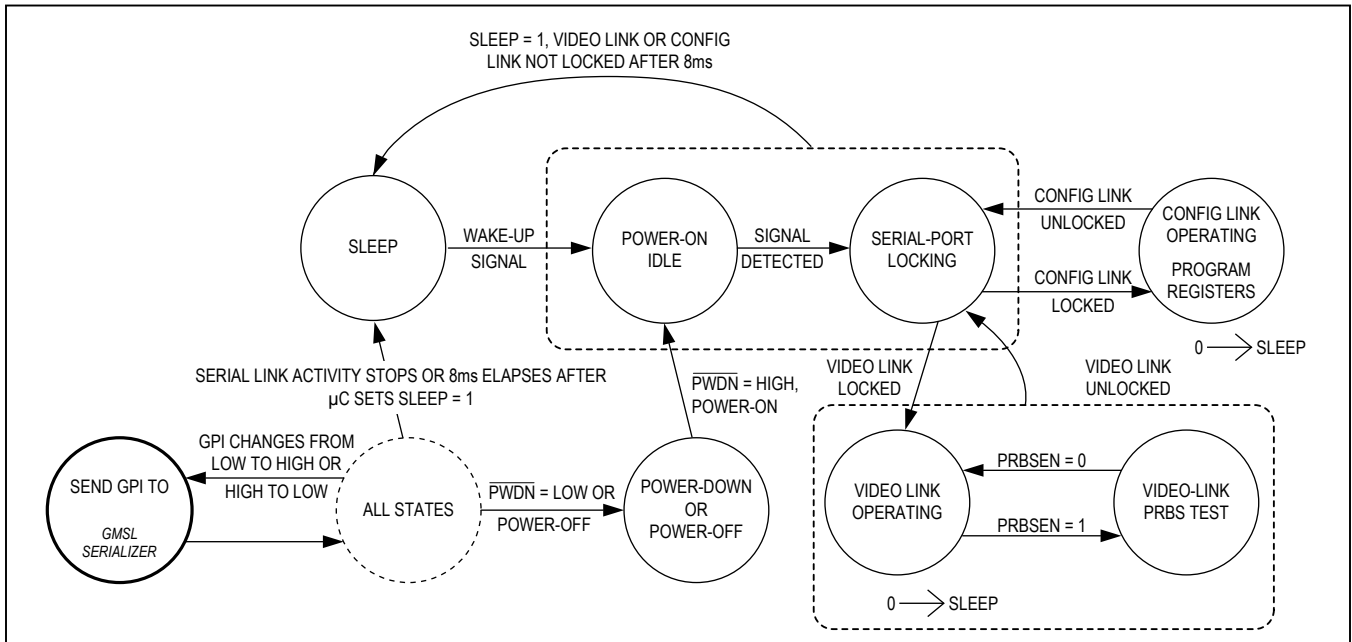 SLEEP = 1, VIDEO LINK OR CONFIG
LINK NOT LOCKED AFTER 8ms
SLEEP
WAKE-UP
SIGNAL
POWER-ON
IDLE
SIGNAL
DETECTED
SERIAL-PORT
LOCKING
CONFIG LINK
UNLOCKED
CONFIG LINK
LOCKED
CONFIG LINK
OPERATING
PROGRAM
REGISTERS
0 → SLEEP
SERIAL LINK ACTIVITY STOPS OR 8ms ELAPSES AFTER
µC SETS SLEEP = 1
PWDN = HIGH,
POWER-ON
VIDEO LINK
LOCKED
VIDEO LINK
UNLOCKED
GPI CHANGES FROM
LOW TO HIGH OR
HIGH TO LOW
SEND GPI TO
GMSL
SERIALIZER
ALL STATES
PWDN = LOW OR
POWER-OFF
POWER-DOWN
OR
POWER-OFF
VIDEO LINK
OPERATING
PRBSEN = 0
PRBSEN = 1
VIDEO-LINK
PRBS TEST
0 → SLEEP